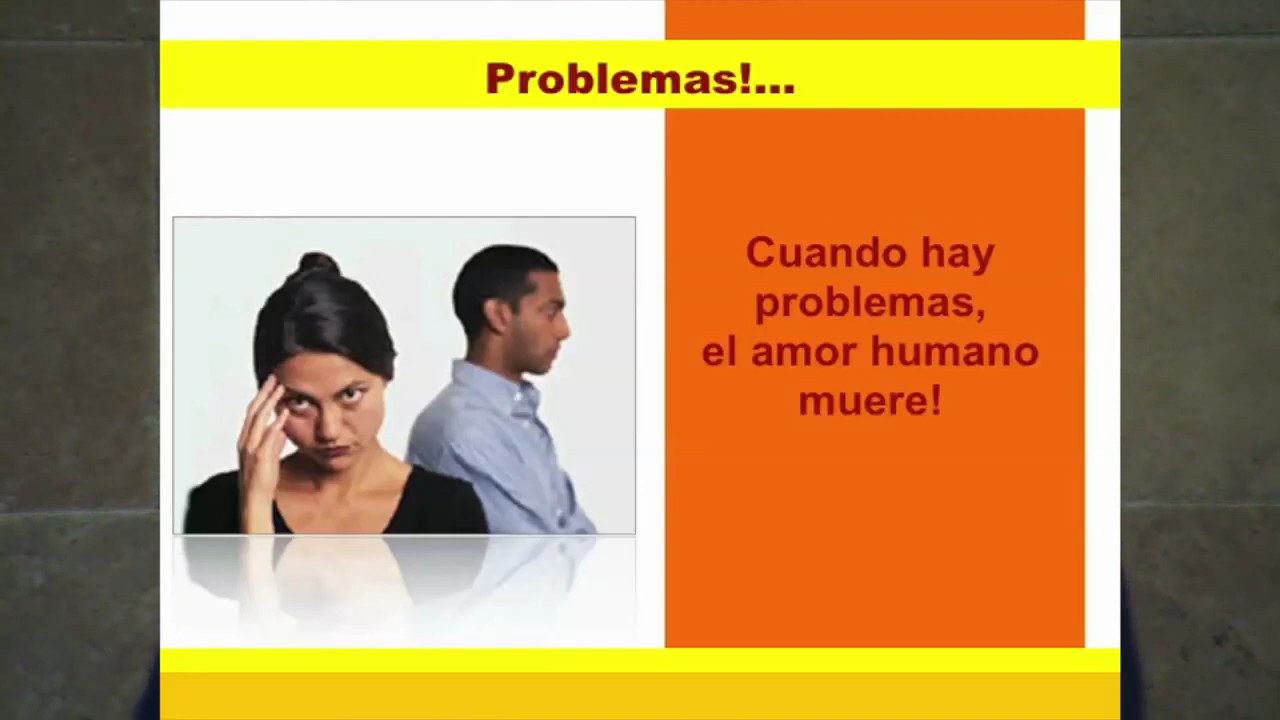 Problemas!...
Cuando hay
problemas,
el amor humano
muere!